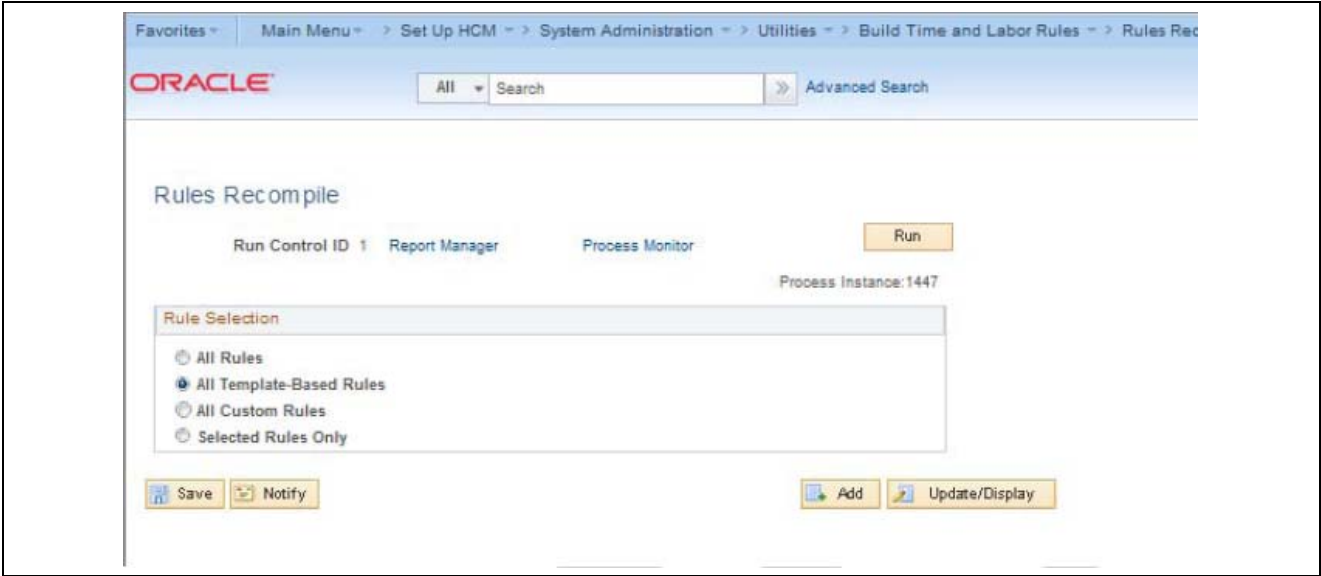 Favorites Main Menu > Set Up HCM > System Administration > Utilities > Build Time and Labor Rules > Rules Rec
ORACLE All Search Advanced Search
Rules Recompile
Run Control ID 1 Report Manager Process Monitor Run
Process Instance:1447
Rule Selection
All Rules
All Template-Based Rules
All Custom Rules
Selected Rules Only
Save Notify Add Update/Display